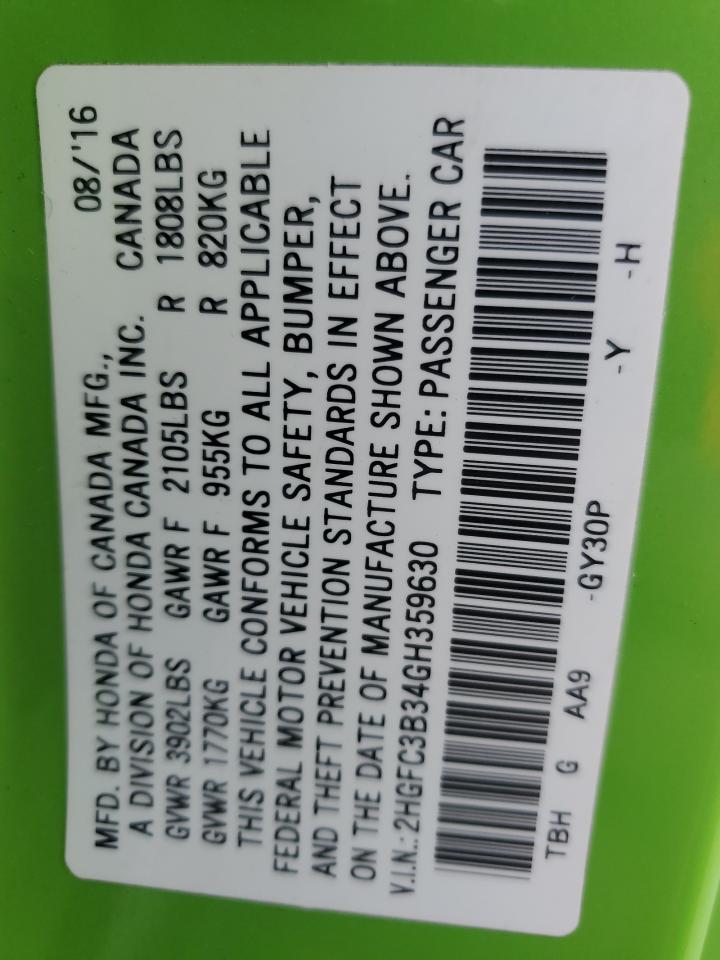 MFD. BY HONDA OF CANADA MFG., 08/'16
A DIVISION OF HONDA CANADA INC. CANADA
GVWR 3902LBS GAWR F 2105LBS R 1808LBS
GVWR 1770KG GAWR F 955KG R 820KG
THIS VEHICLE CONFORMS TO ALL APPLICABLE
FEDERAL MOTOR VEHICLE SAFETY, BUMPER,
AND THEFT PREVENTION STANDARDS IN EFFECT
ON THE DATE OF MANUFACTURE SHOWN ABOVE.
V.I.N.: 2HGFC3B34GH359630 TYPE: PASSENGER CAR
TBH G AA9 -GY30P -Y -H